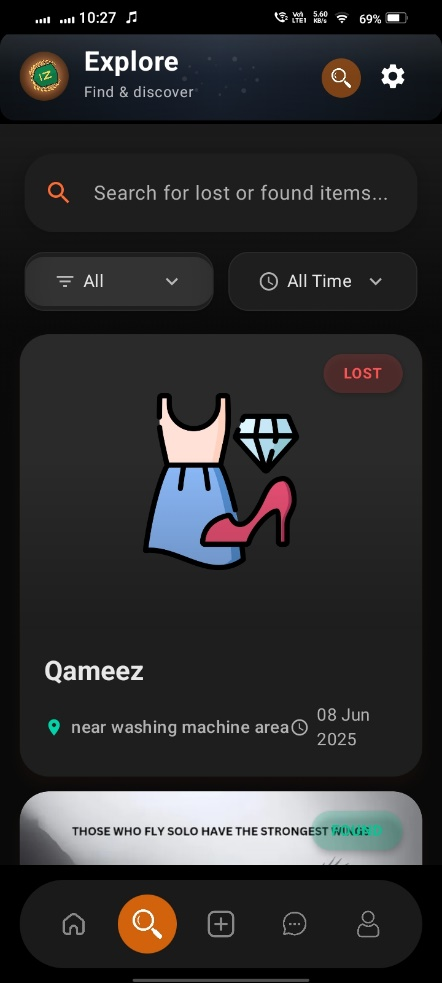 10:27
Vo))
LTE1
5.60
KB/s
69%
Explore
Find & discover
Search for lost or found items...
All
All Time
LOST
Qameez
near washing machine area
08 Jun
2025
THOSE WHO FLY SOLO HAVE THE STRONGEST WINGS